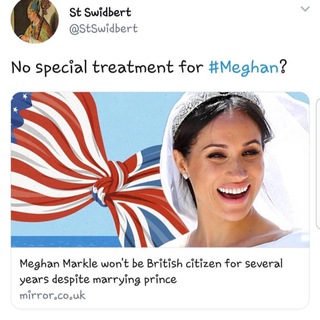 St Swidbert
@StSwidbert
No special treatment for #Meghan?
Meghan Markle won't be British citizen for several
years despite marrying prince
mirror.co.uk